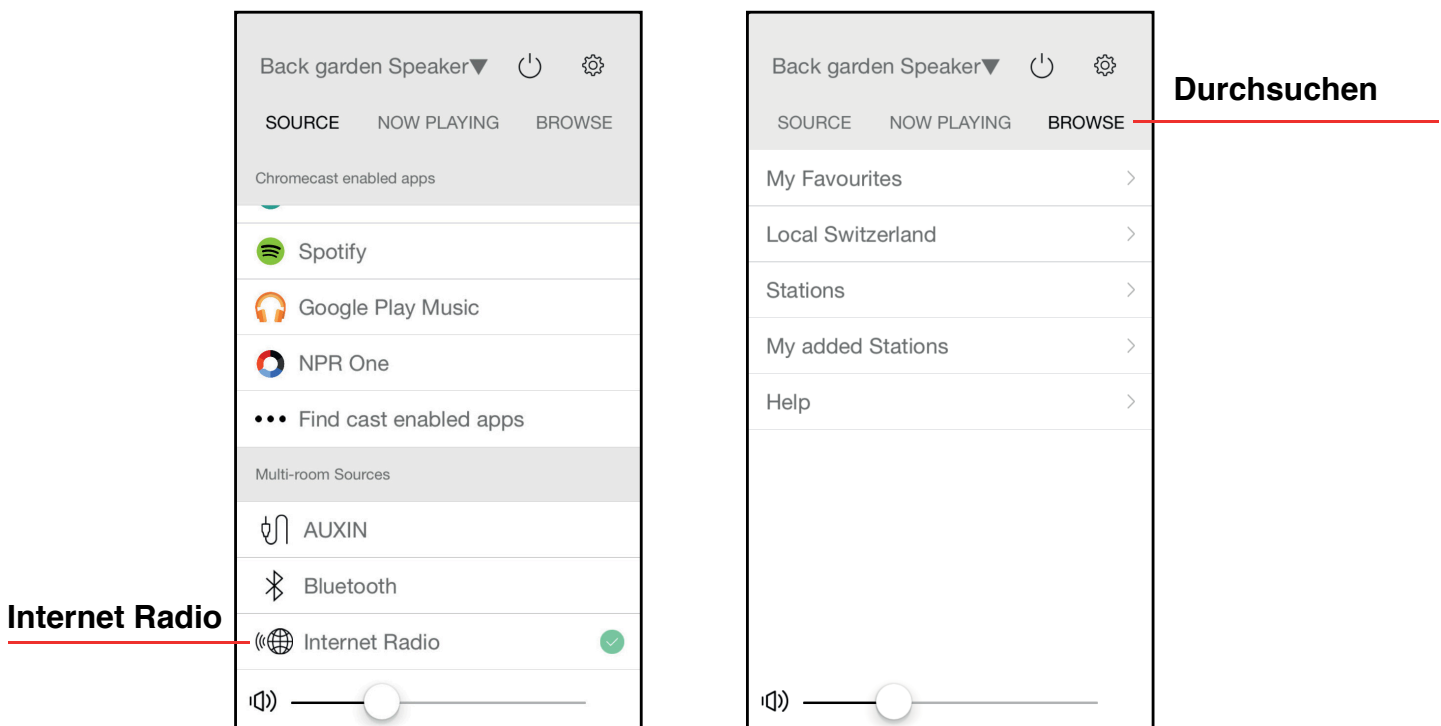 Back garden Speaker▼
SOURCE NOW PLAYING BROWSE
Chromecast enabled apps
Spotify
Google Play Music
NPR One
Find cast enabled apps
Multi-room Sources
AUXIN
Bluetooth
Internet Radio
Internet Radio
Back garden Speaker▼
SOURCE NOW PLAYING BROWSE
Durchsuchen
My Favourites
Local Switzerland
Stations
My added Stations
Help